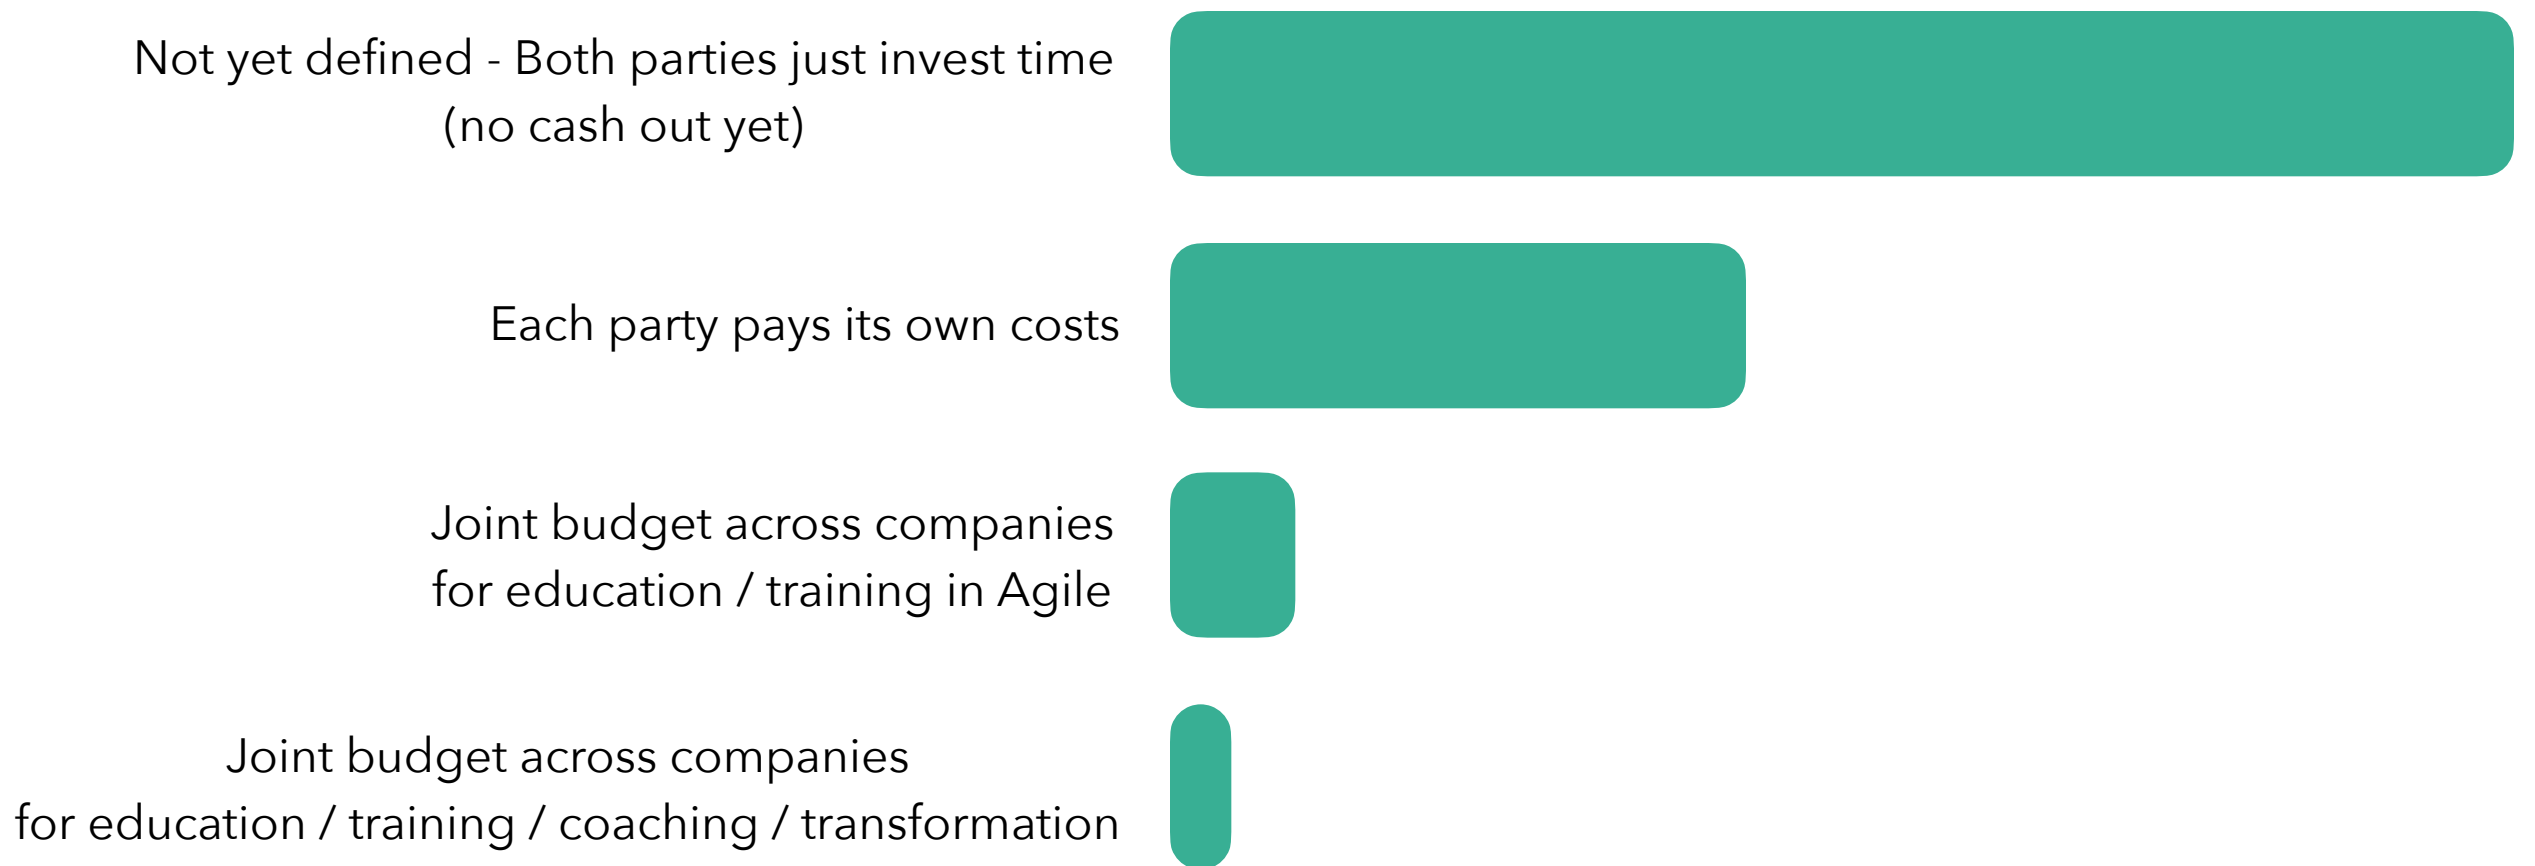 Not yet defined - Both parties just invest time
(no cash out yet)
Each party pays its own costs
Joint budget across companies
for education / training in Agile
Joint budget across companies
for education / training / coaching / transformation